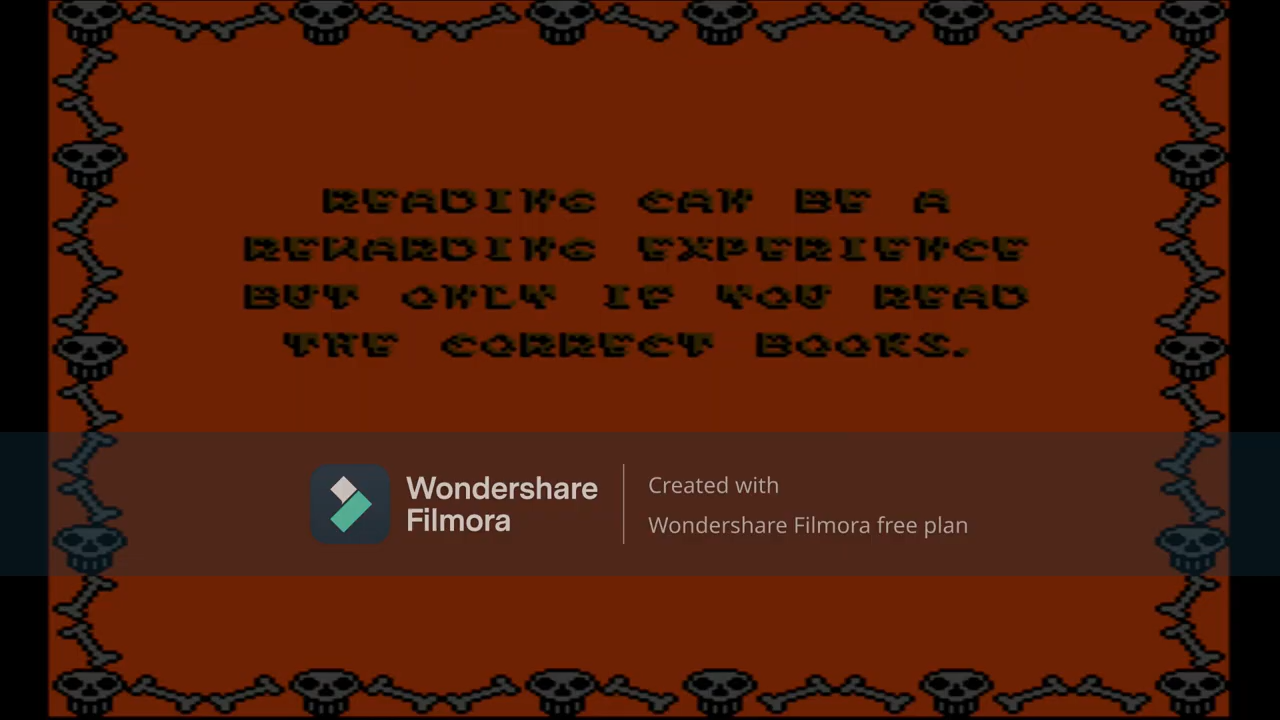 READING CAN BE A
REWARDING EXPERIENCE
BUT ONLY IF YOU READ
THE CORRECT BOOKS.
Wondershare
Filmora
Created with
Wondershare Filmora free plan